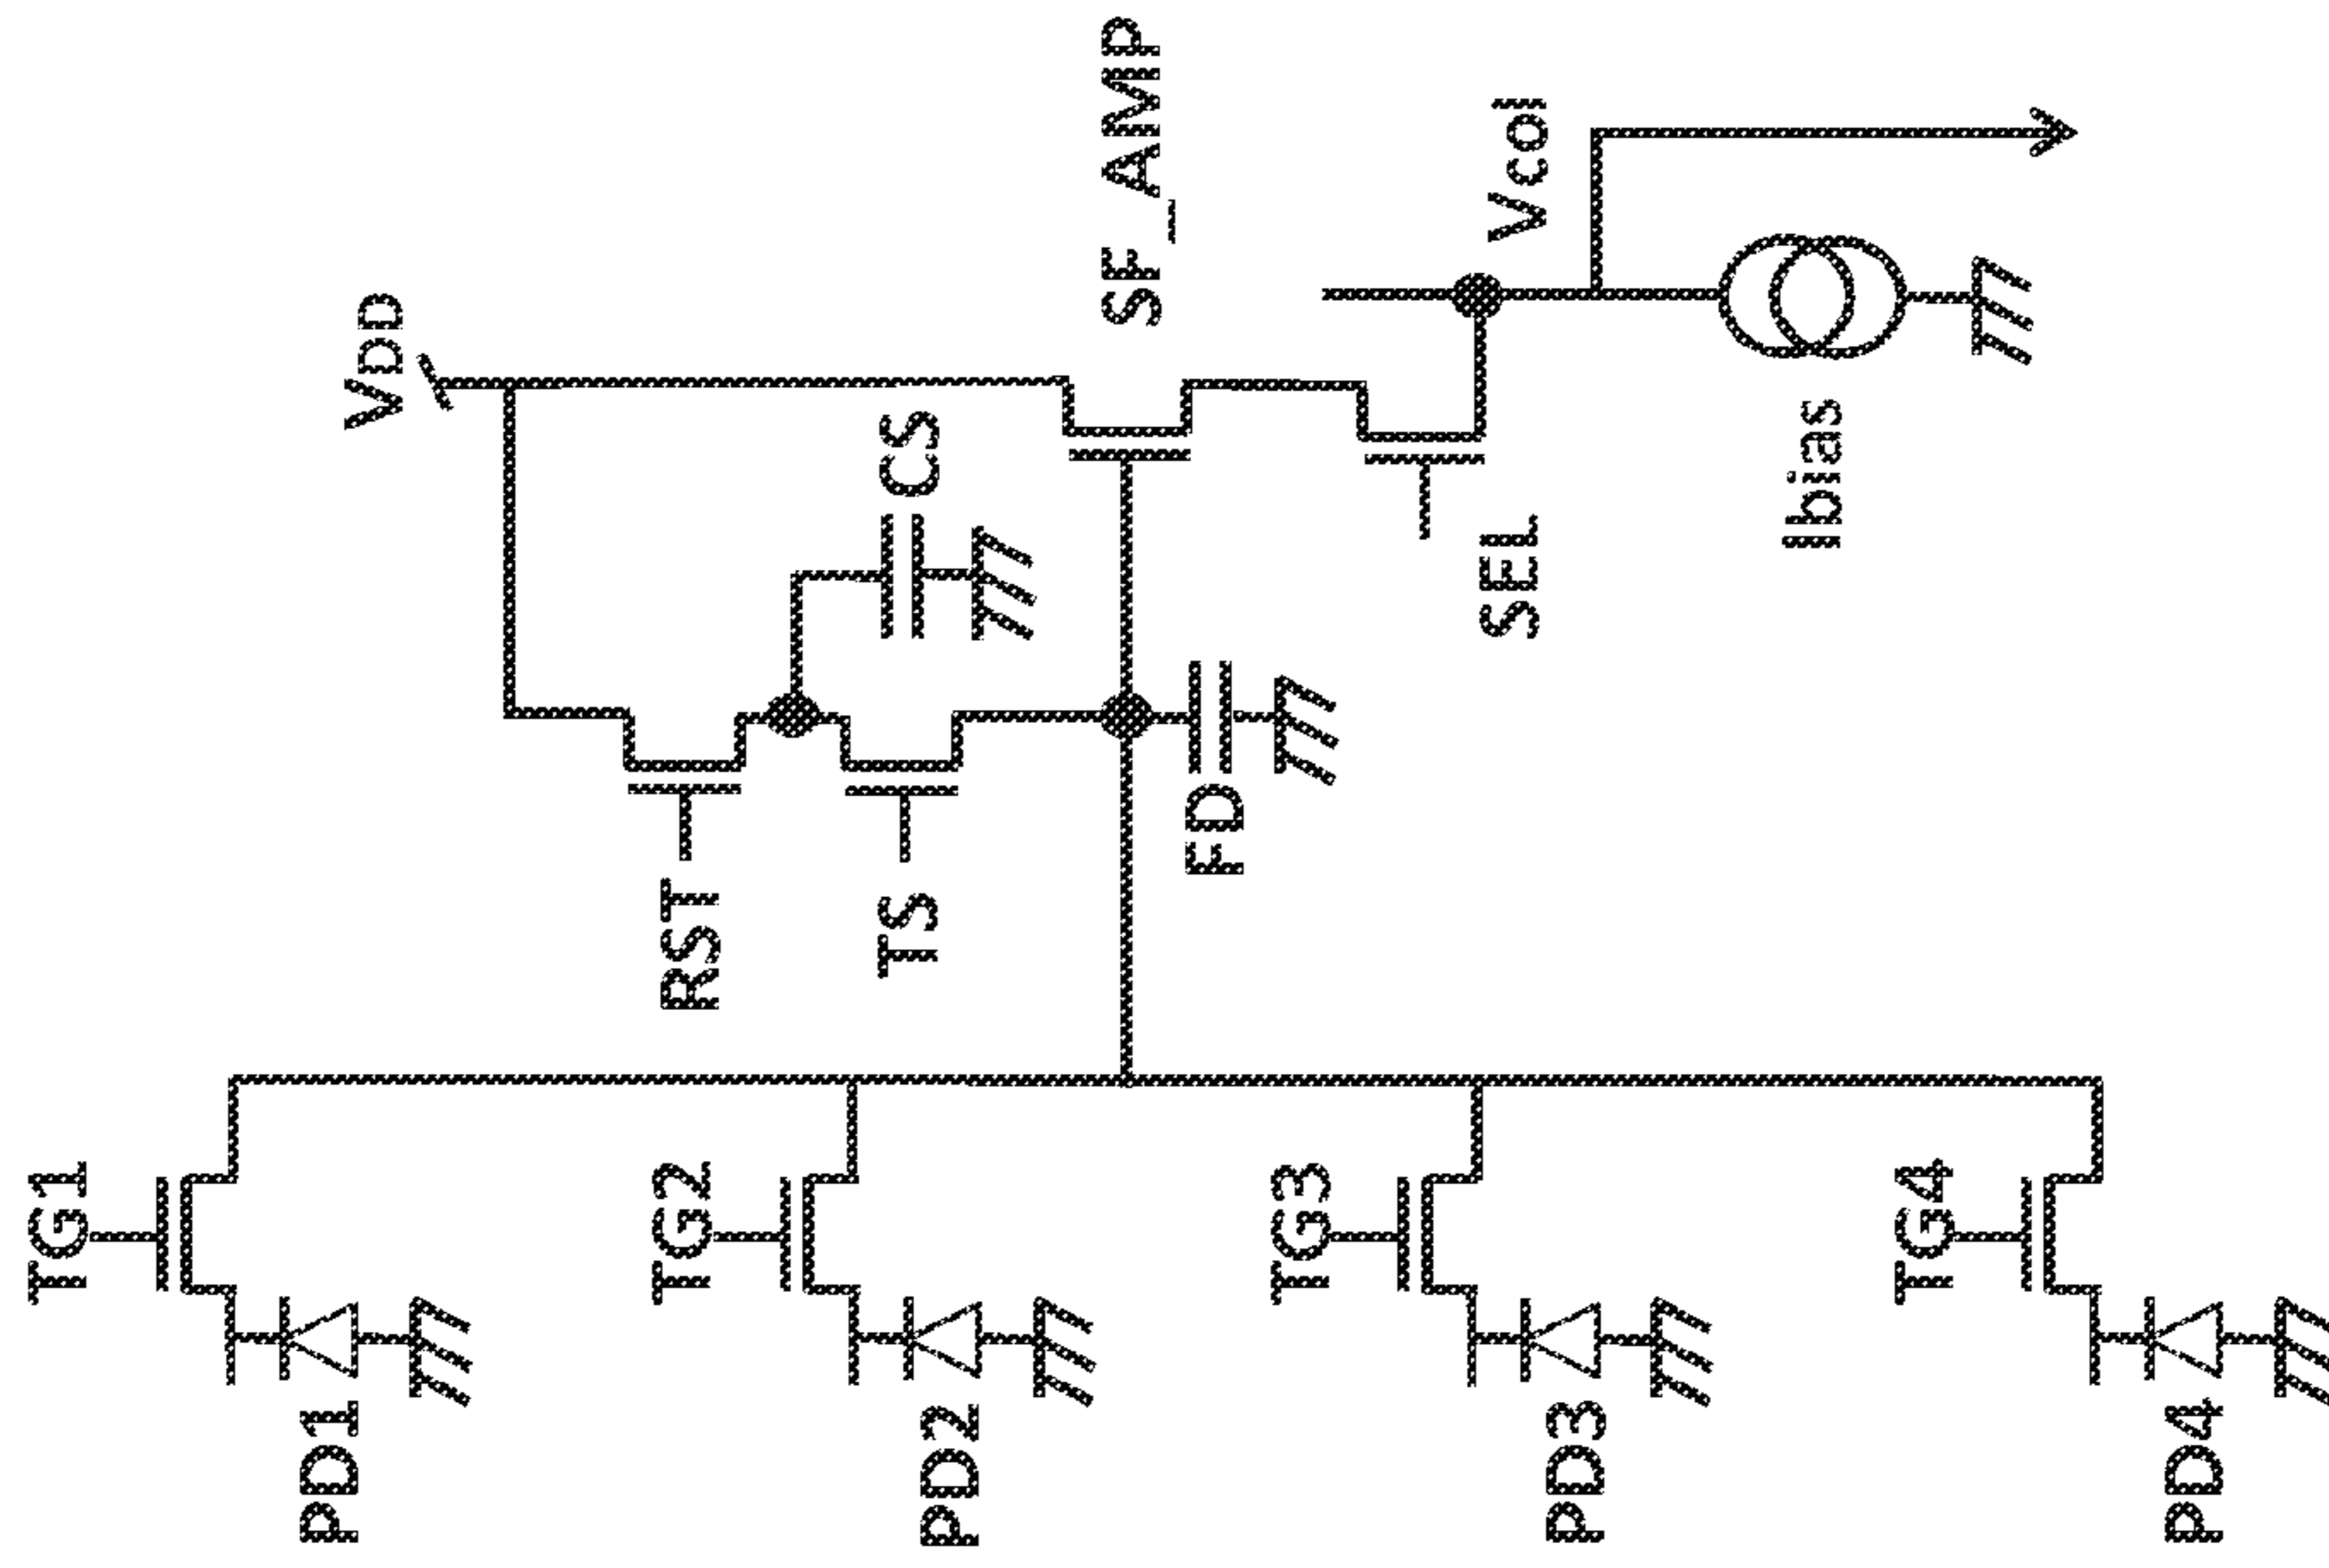 TG1
PD1
TG2
PD2
TG3
PD3
TG4
PD4
VDD
RST
TS
CS
FD
SF_AMP
SEL
Vcol
Ibias